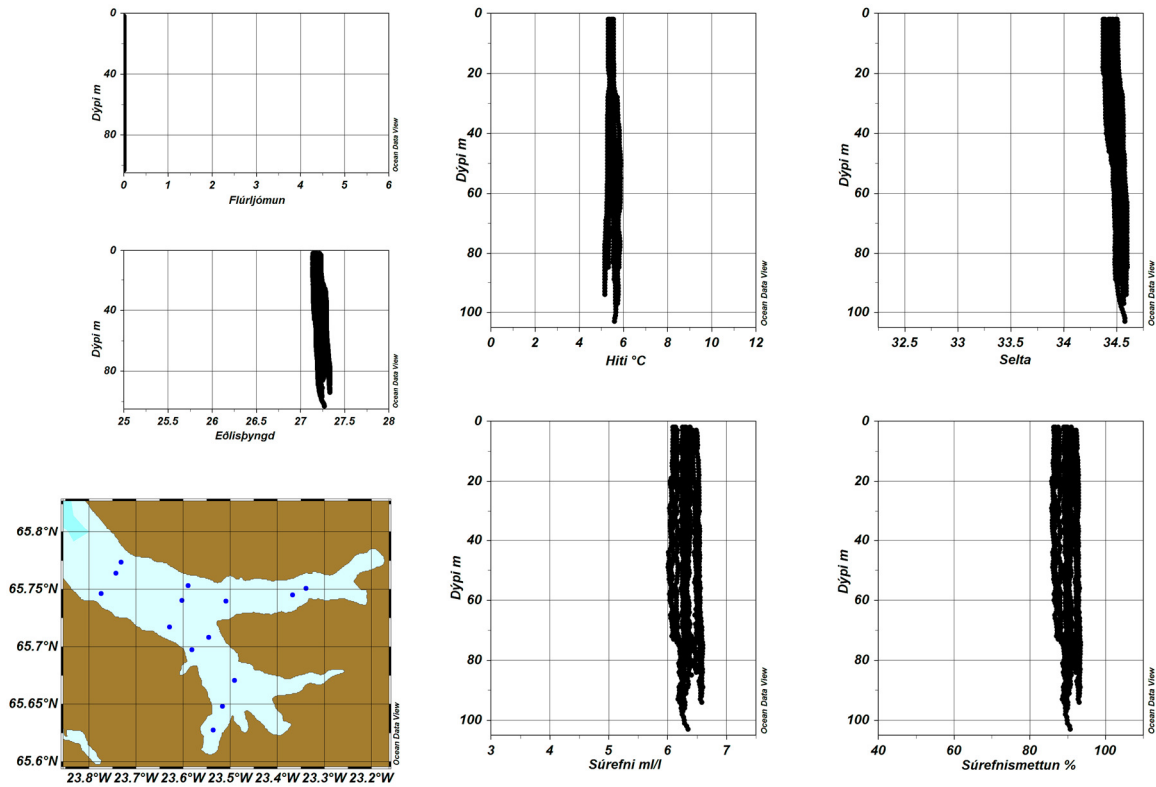 0
40
80
Dýpi m
0 1 2 3 4 5 6
Flúrljómun
Ocean Data View
0
20
40
60
80
100
Dýpi m
0 2 4 6 8 10 12
Hiti °C
Ocean Data View
0
20
40
60
80
100
Dýpi m
32.5 33 33.5 34 34.5
Selta
Ocean Data View
0
40
80
Dýpi m
25 25.5 26 26.5 27 27.5 28
Eðlisþyngd
Ocean Data View
65.8°N
65.75°N
65.7°N
65.65°N
65.6°N
23.8°W 23.7°W 23.6°W 23.5°W 23.4°W 23.3°W 23.2°W
Ocean Data View
0
20
40
60
80
100
Dýpi m
3 4 5 6 7
Súrefni ml/l
Ocean Data View
0
20
40
60
80
100
Dýpi m
40 60 80 100
Súrefnismettun %
Ocean Data View